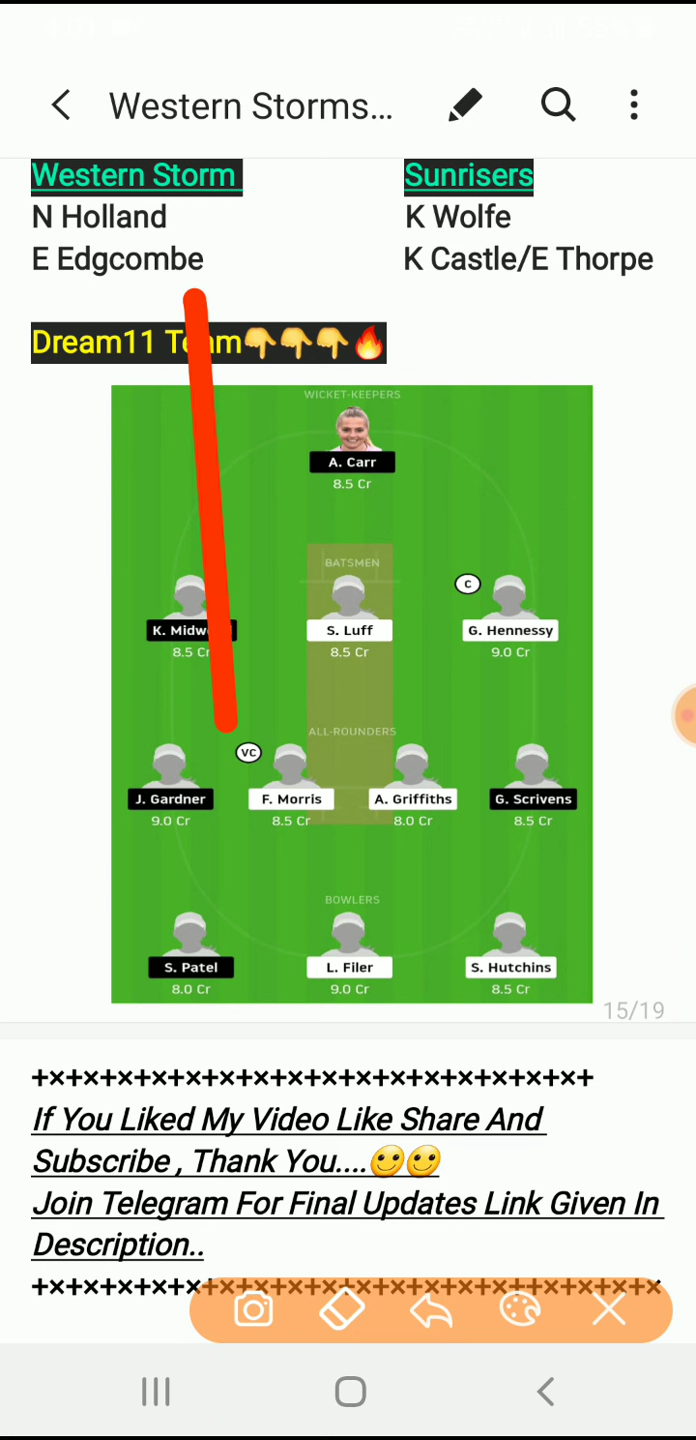 Western Storms...
Western Storm
Sunrisers
N Holland
K Wolfe
E Edgcombe
K Castle/E Thorpe
Dream11 👇👇👇🔥
WICKET-KEEPERS
A. Carr
8.5 Cr
BATSMEN
C
K. S. Luff G. Hennessy
8.5 Cr 8.5 Cr 9.0 Cr
ALL-ROUNDERS
VC
J. Gardner F. Morris A. Griffiths G. Scrivens
9.0 Cr 8.5 Cr 8.0 Cr 8.5 Cr
BOWLERS
S. Patel L. Filer S. Hutchins
8.0 Cr 9.0 Cr 8.5 Cr
15/19
+×+×+×+×+×+×+×+×+×+×+×+×+×+×+×+×+×+
If You Liked My Video Like Share And
Subscribe , Thank You....🙂🙂
Join Telegram For Final Updates Link Given In
Description..
+×+×+×+×+×+×+×+×+×+×+×+×+×+×+×+×+×+×+×